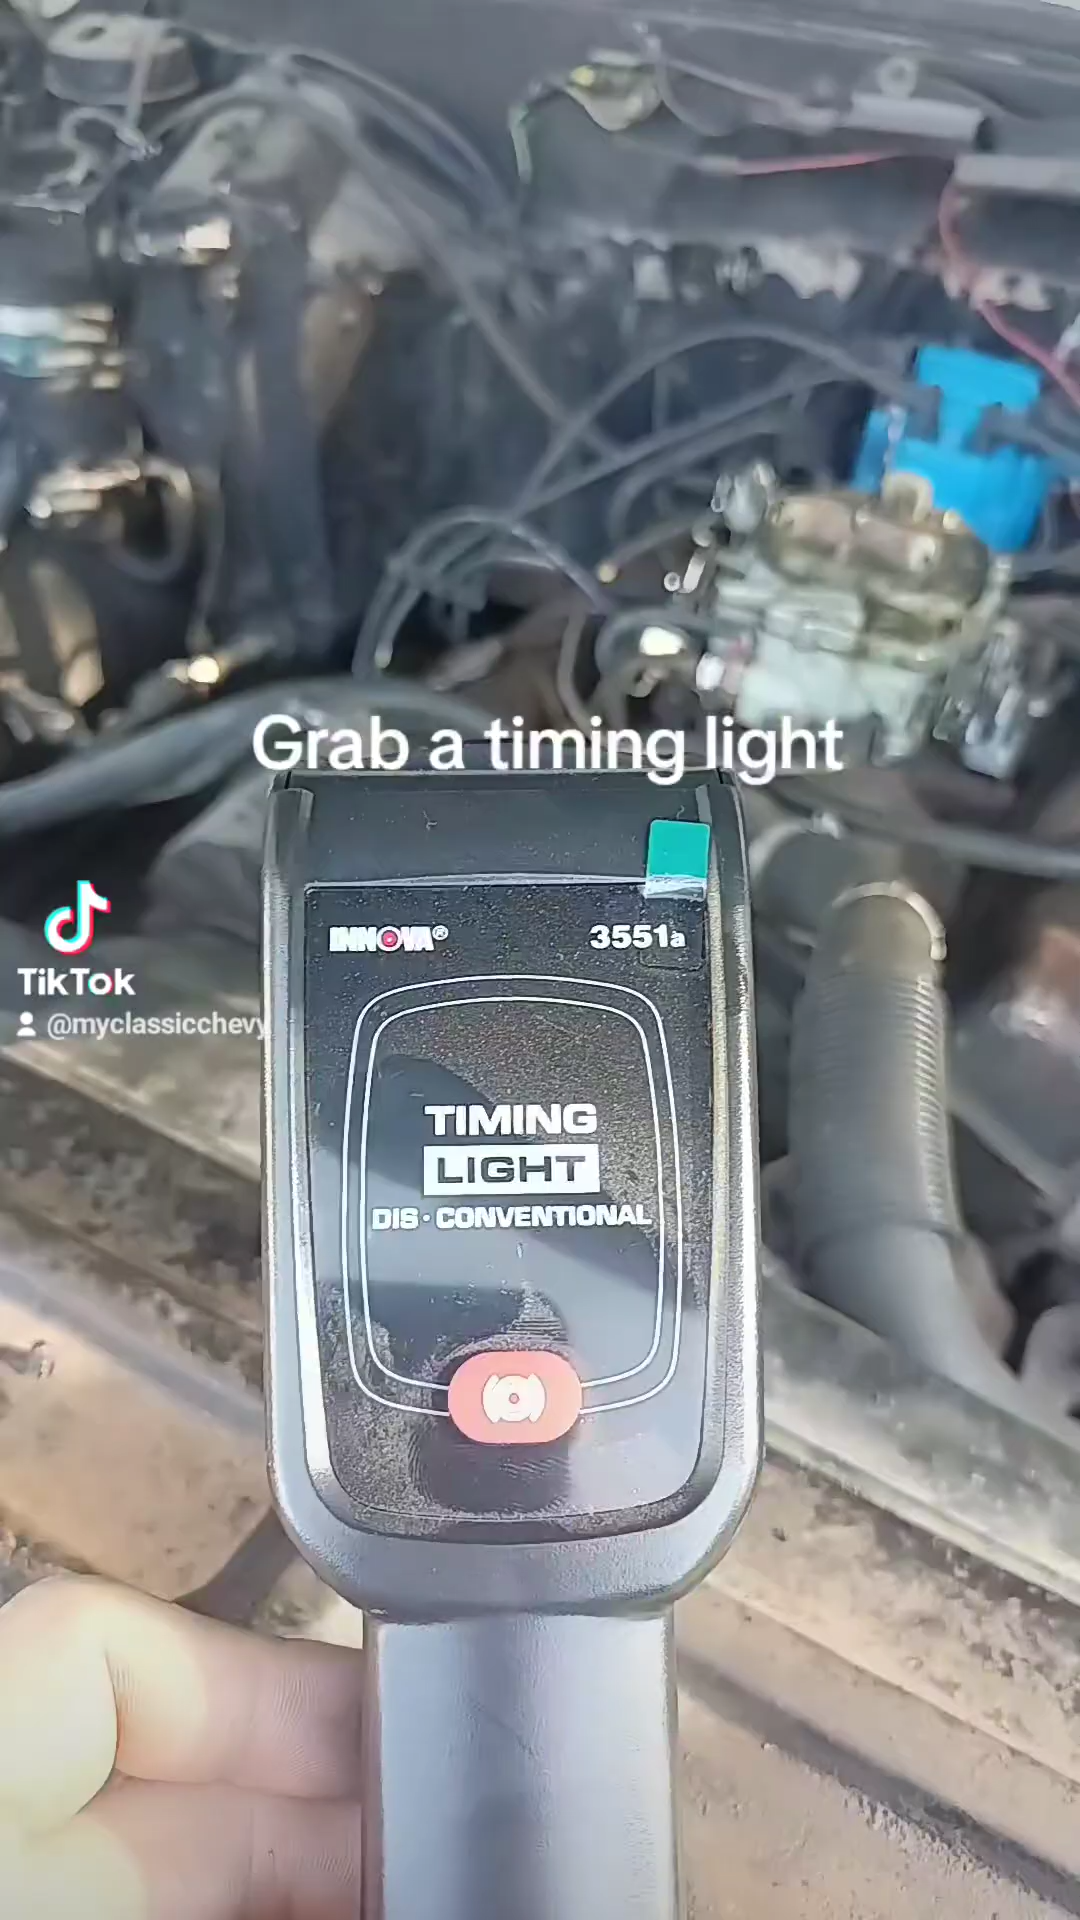 Grab a timing light
INNOVA® 3551a
TikTok
@myclassicchevy
TIMING
LIGHT
DIS · CONVENTIONAL